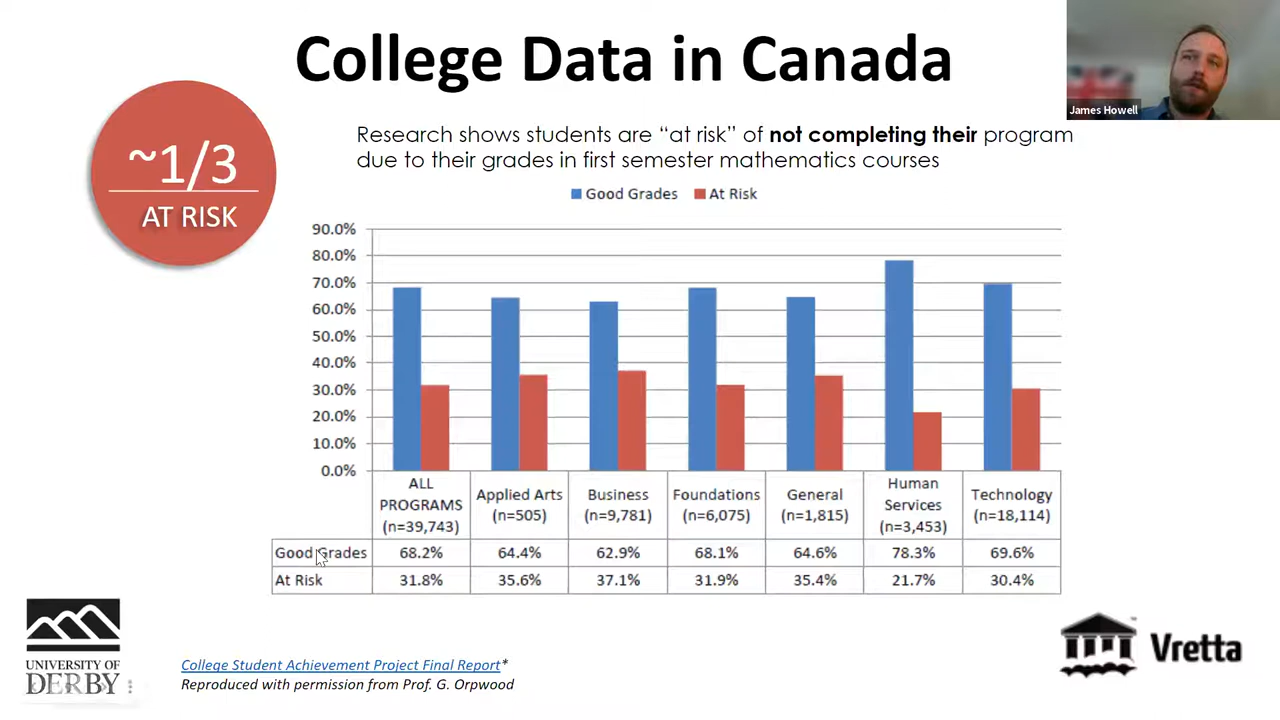 College Data in Canada
James Howell
~1/3
AT RISK
Research shows students are “at risk” of not completing their program
due to their grades in first semester mathematics courses
Good Grades At Risk
90.0%
80.0%
70.0%
60.0%
50.0%
40.0%
30.0%
20.0%
10.0%
0.0%
ALL PROGRAMS (n=39,743)
Applied Arts (n=505)
Business (n=9,781)
Foundations (n=6,075)
General (n=1,815)
Human Services (n=3,453)
Technology (n=18,114)
Good Grades 68.2% 64.4% 62.9% 68.1% 64.6% 78.3% 69.6%
At Risk 31.8% 35.6% 37.1% 31.9% 35.4% 21.7% 30.4%
UNIVERSITY OF
DERBY
College Student Achievement Project Final Report*
Reproduced with permission from Prof. G. Orpwood
Vretta